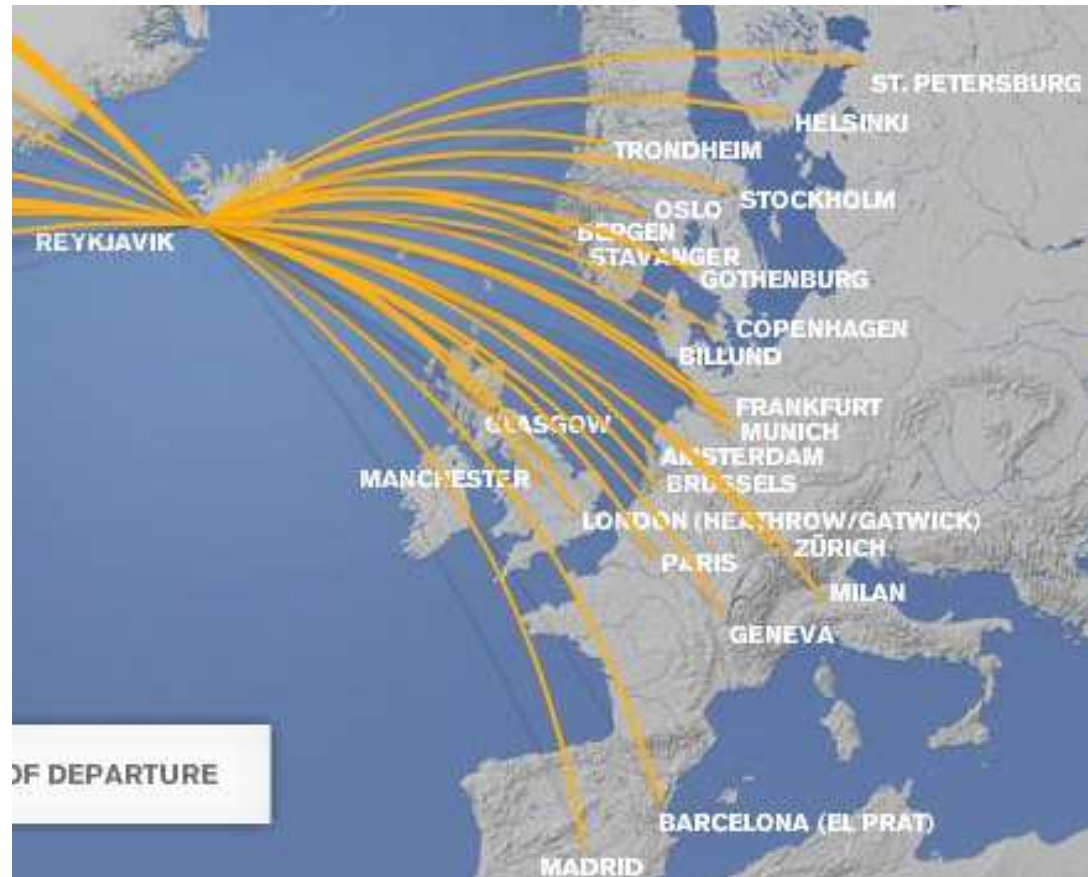 ST. PETERSBURG
HELSINKI
TRONDHEIM
STOCKHOLM
OSLO
BERGEN
REYKJAVIK
STAVANGER
GOTHENBURG
COPENHAGEN
BILLUND
FRANKFURT
GLASGOW
MUNICH
AMSTERDAM
MANCHESTER
BRUSSELS
LONDON (HEATHROW/GATWICK)
ZÜRICH
PARIS
MILAN
GENEVA
OF DEPARTURE
BARCELONA (EL PRAT)
MADRID